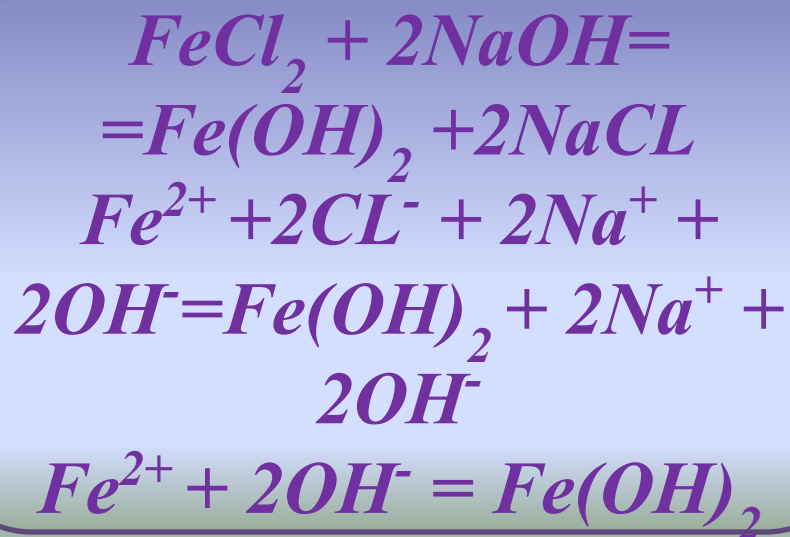 FeCl₂ + 2NaOH=
=Fe(OH)₂ +2NaCL
Fe²⁺ +2CL⁻ + 2Na⁺ +
2OH⁻=Fe(OH)₂ + 2Na⁺ +
2OH⁻
Fe²⁺ + 2OH⁻ = Fe(OH)₂